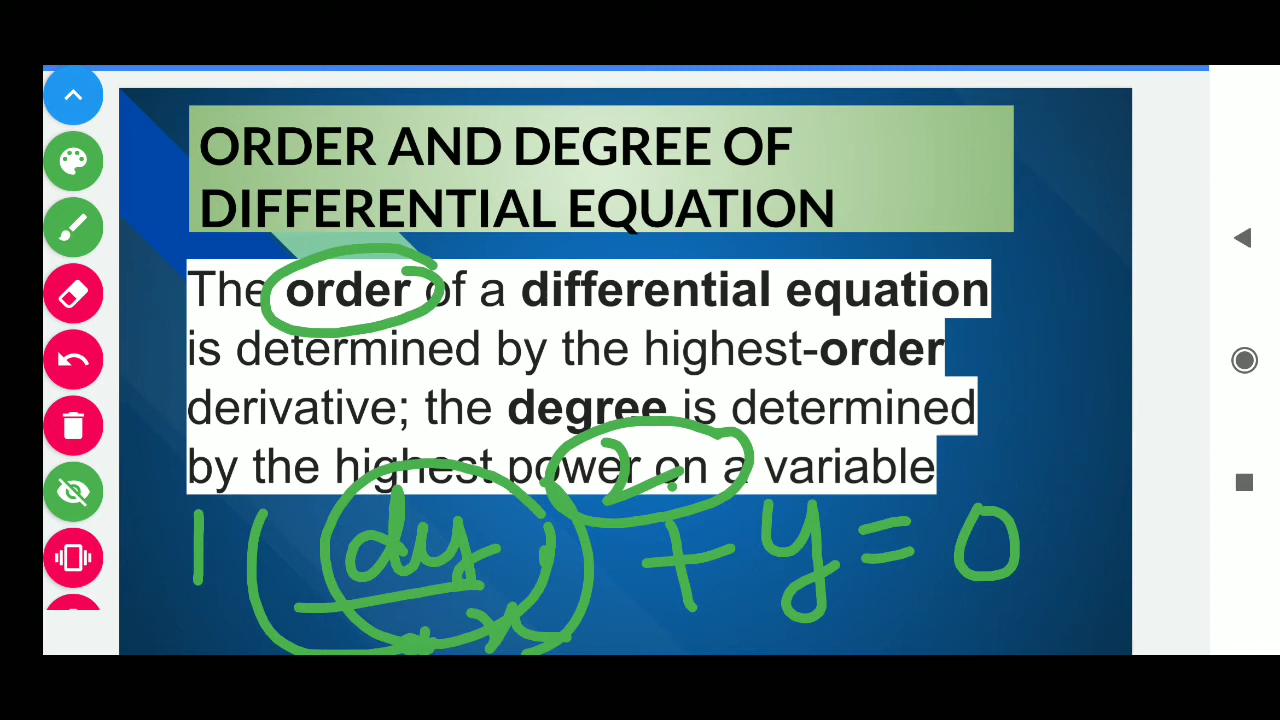 ORDER AND DEGREE OF
DIFFERENTIAL EQUATION
The order of a differential equation
is determined by the highest-order
derivative; the degree is determined
by the highest power on a variable
1 (dy/dx)² + y = 0